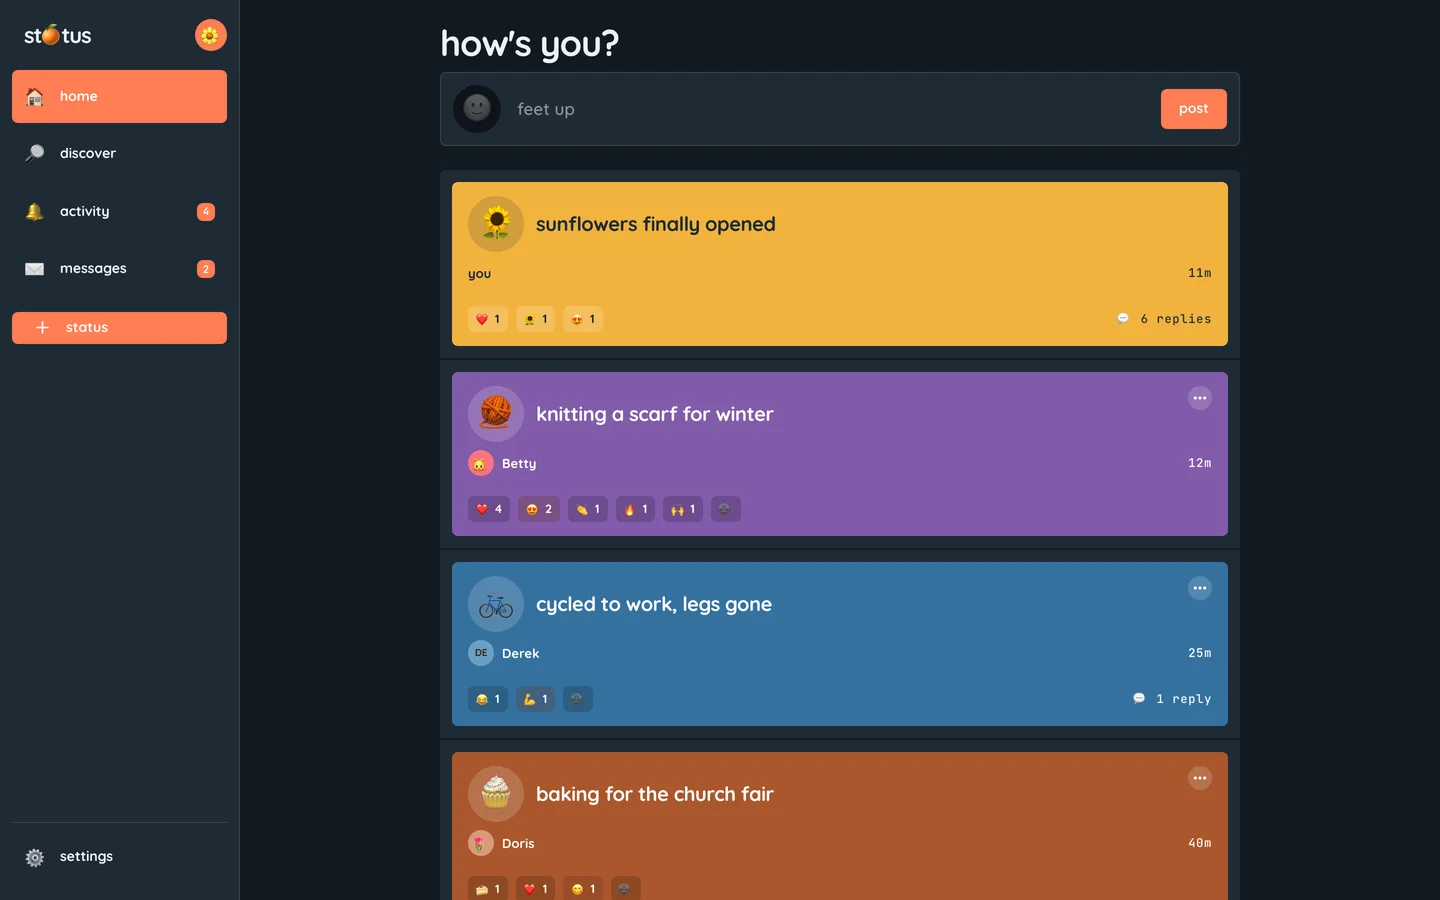 status
home
discover
activity 4
messages 2
+ status
settings
how's you?
feet up
post
sunflowers finally opened
you 11m
1 1 1 6 replies
knitting a scarf for winter
Betty 12m
4 2 1 1 1
cycled to work, legs gone
DE Derek 25m
1 1 1 reply
baking for the church fair
Doris 40m
1 1 1